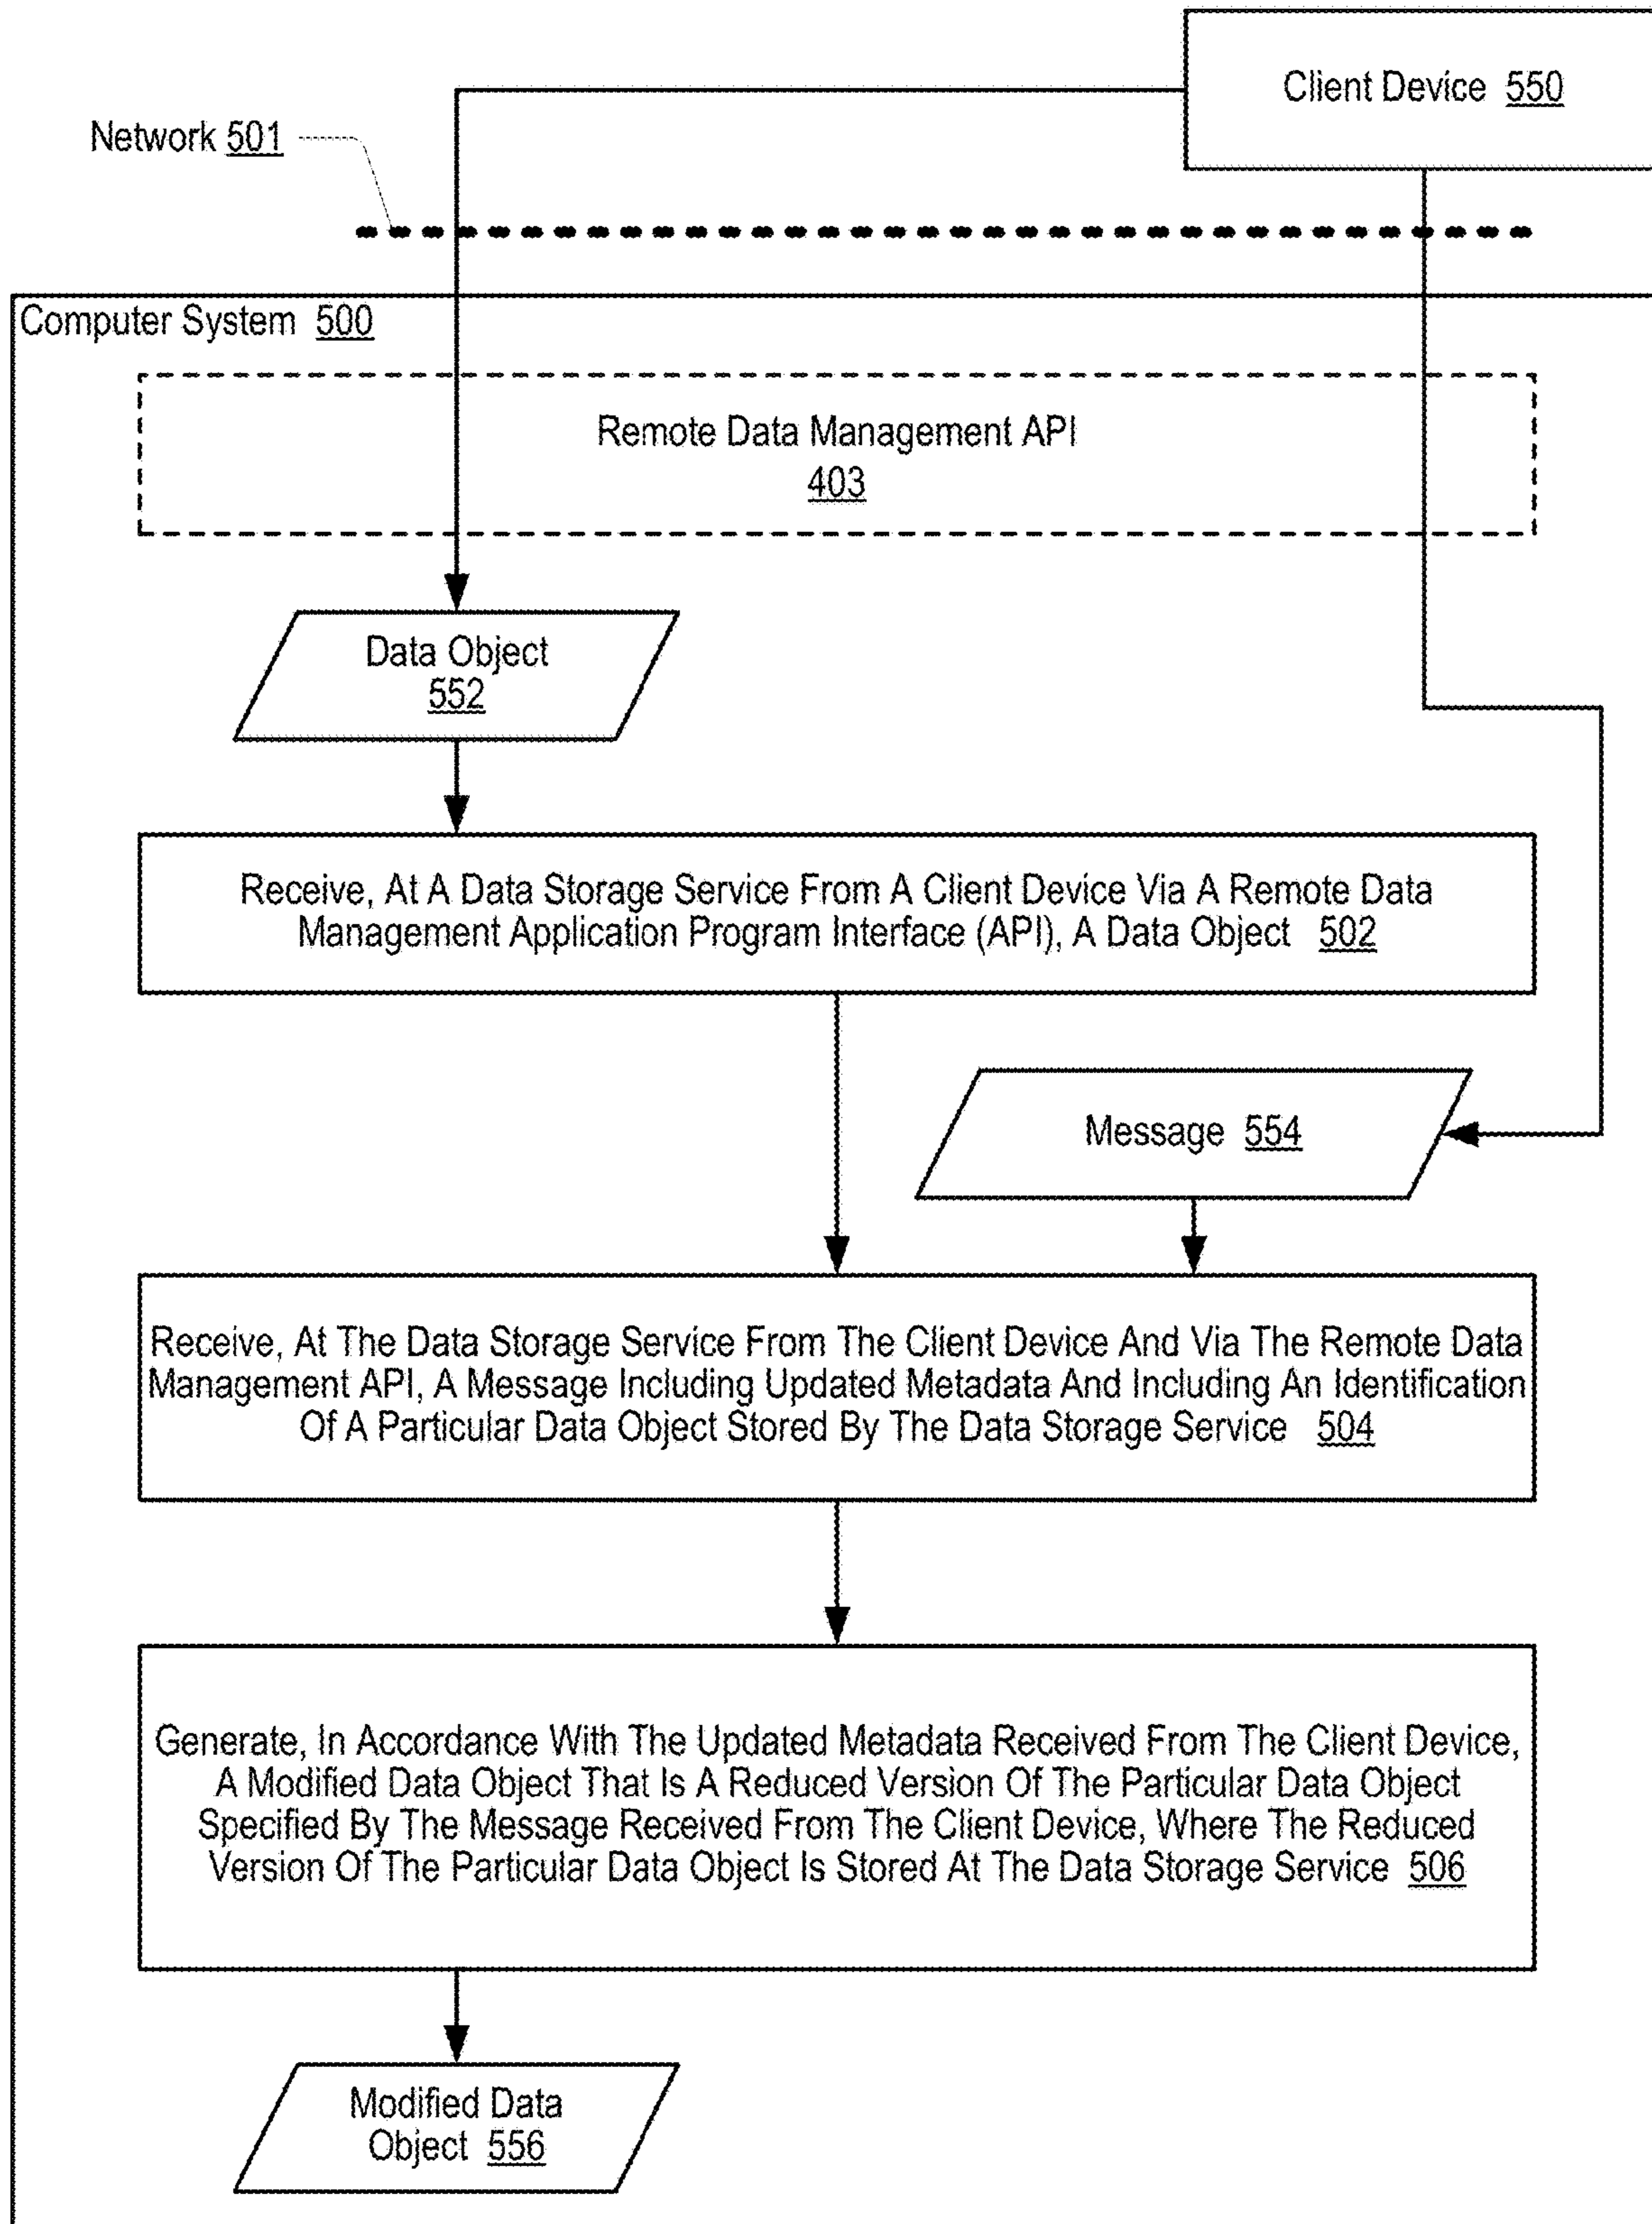 Client Device 550
Network 501
Computer System 500
Remote Data Management API
403
Data Object
552
Receive, At A Data Storage Service From A Client Device Via A Remote Data
Management Application Program Interface (API), A Data Object 502
Message 554
Receive, At The Data Storage Service From The Client Device And Via The Remote Data
Management API, A Message Including Updated Metadata And Including An Identification
Of A Particular Data Object Stored By The Data Storage Service 504
Generate, In Accordance With The Updated Metadata Received From The Client Device,
A Modified Data Object That Is A Reduced Version Of The Particular Data Object
Specified By The Message Received From The Client Device, Where The Reduced
Version Of The Particular Data Object Is Stored At The Data Storage Service 506
Modified Data
Object 556